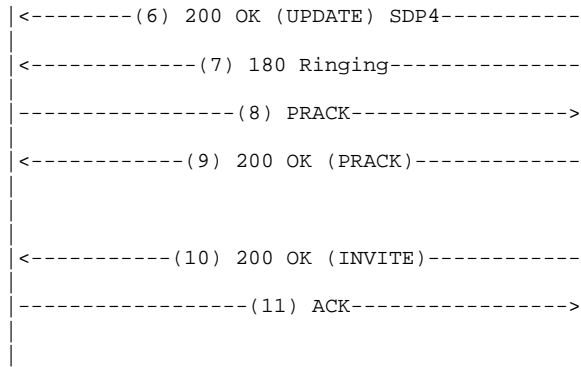 <--------(6) 200 OK (UPDATE) SDP4-----------
<-------------(7) 180 Ringing---------------
-----------------(8) PRACK----------------->
<------------(9) 200 OK (PRACK)-------------
<-----------(10) 200 OK (INVITE)------------
------------------(11) ACK----------------->